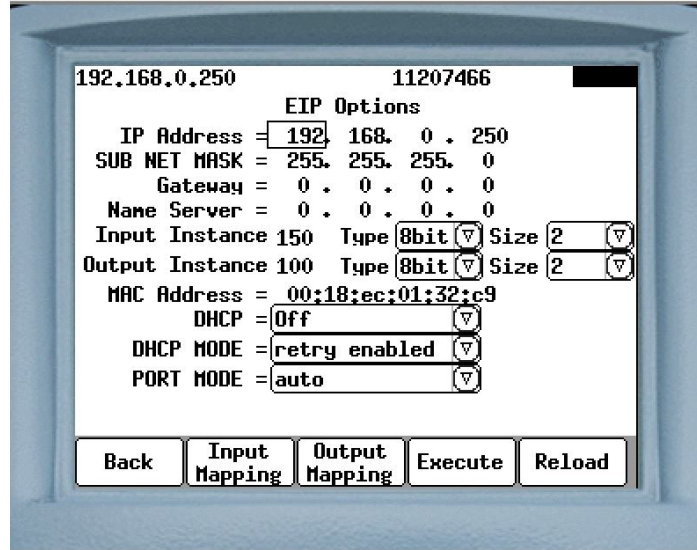 192.168.0.250 11207466
EIP Options
IP Address = 192. 168. 0 . 250
SUB NET MASK = 255. 255. 255. 0
Gateway = 0 . 0 . 0 . 0
Name Server = 0 . 0 . 0 . 0
Input Instance 150 Type 8bit Size 2
Output Instance 100 Type 8bit Size 2
MAC Address = 00:18:ec:01:32:c9
DHCP = Off
DHCP MODE = retry enabled
PORT MODE = auto
Back Input Mapping Output Mapping Execute Reload